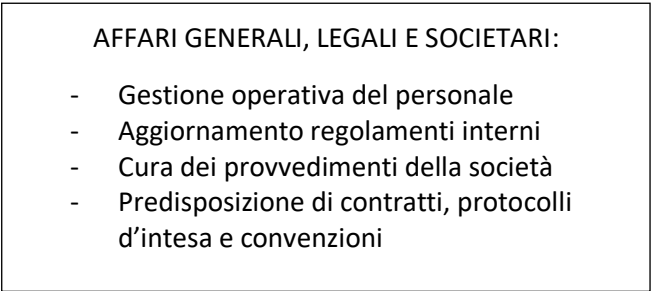 AFFARI GENERALI, LEGALI E SOCIETARI:
- Gestione operativa del personale
- Aggiornamento regolamenti interni
- Cura dei provvedimenti della società
- Predisposizione di contratti, protocolli
d’intesa e convenzioni